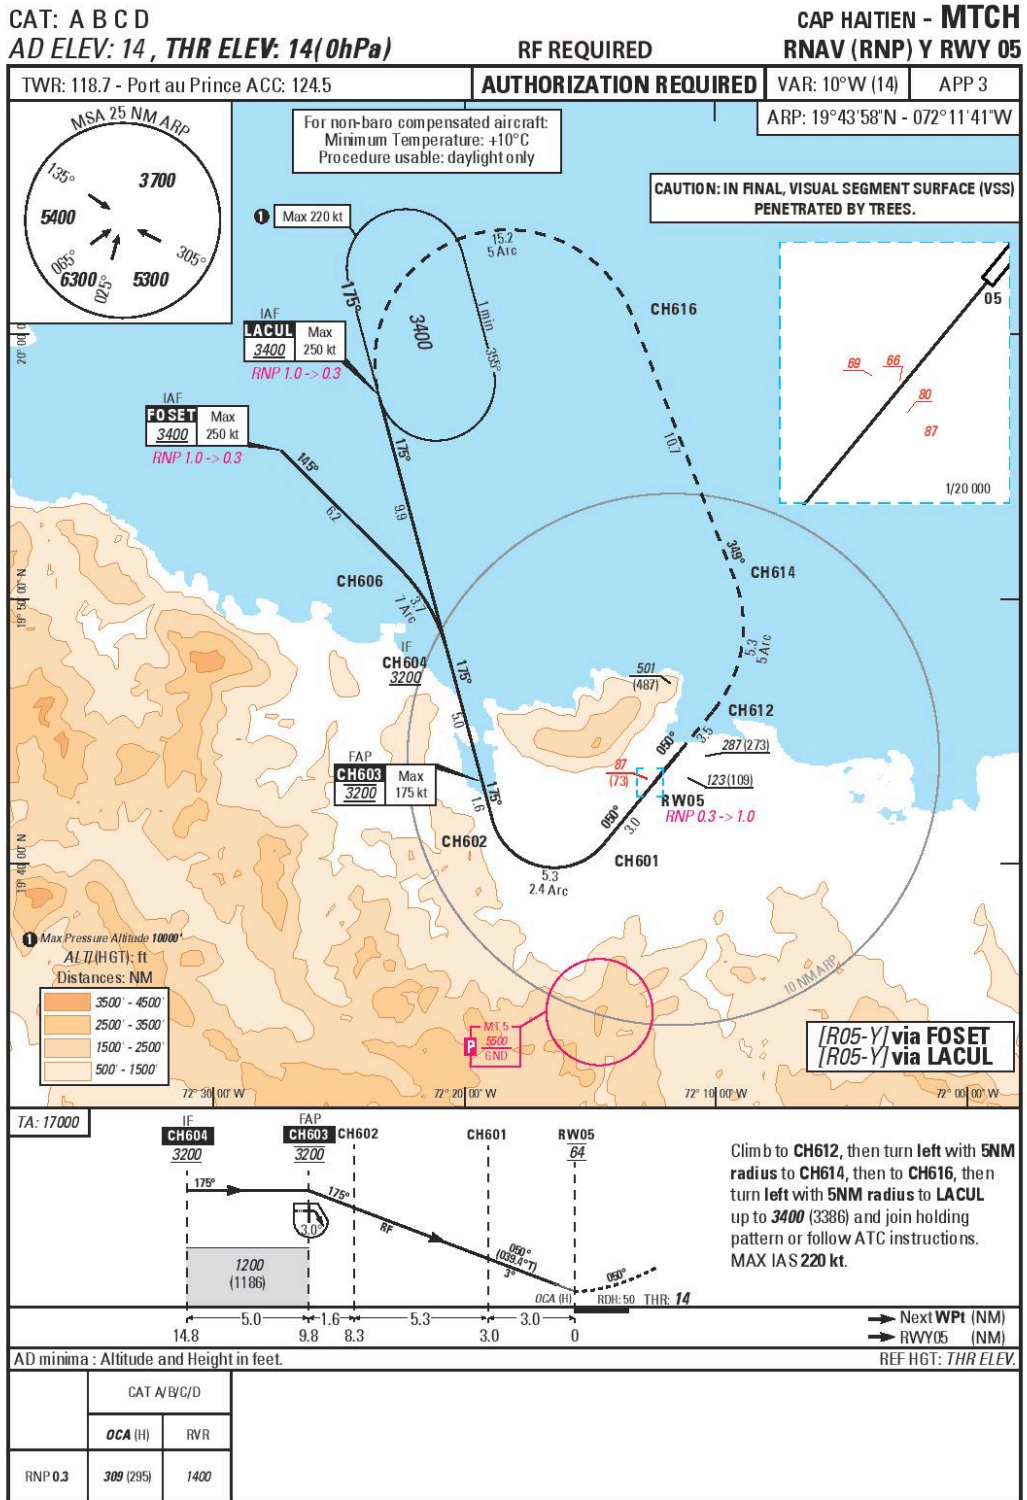 CAT: A B C D
CAP HAITIEN - MTCH
AD ELEV: 14 , THR ELEV: 14(0hPa)
RF REQUIRED
RNAV (RNP) Y RWY 05
TWR: 118.7 - Port au Prince ACC: 124.5
AUTHORIZATION REQUIRED
VAR: 10°W (14)
APP 3
ARP: 19°43'58"N - 072°11'41"W
MSA 25 NM ARP
135°
3700
5400
065°
6300
025°
5300
305°
For non-baro compensated aircraft:
Minimum Temperature: +10°C
Procedure usable: daylight only
CAUTION: IN FINAL, VISUAL SEGMENT SURFACE (VSS)
PENETRATED BY TREES.
1 Max 220 kt
15.2
5 Arc
175°
1 min
355°
3400
CH616
05
69
66
80
87
1/20 000
IAF
LACUL
3400
Max
250 kt
RNP 1.0 -> 0.3
IAF
FOSET
3400
Max
250 kt
RNP 1.0 -> 0.3
20° 00' 0
145°
6.2
175°
9.9
10.7
349°
CH614
CH606
3.7
7 Arc
19° 50' 00" N
IF
CH604
3200
175°
5.0
501
(487)
5.3
5 Arc
CH612
3.5
050°
287 (273)
FAP
CH603
3200
Max
175 kt
87
(73)
123 (109)
RW05
RNP 0.3 -> 1.0
175°
1.6
CH602
050°
3.0
CH601
5.3
2.4 Arc
19° 40' 00" N
1 Max Pressure Altitude 10000'
ALT/(HGT): ft
Distances: NM
3500' - 4500'
2500' - 3500'
1500' - 2500'
500' - 1500'
10 NM ARP
P
MT 5
5500
GND
[R05-Y] via FOSET
[R05-Y] via LACUL
72° 30' 00" W
72° 20' 00" W
72° 10' 00" W
72° 00' 00" W
TA: 17000
IF
CH604
3200
FAP
CH603
3200
CH602
CH601
RW05
64
175°
175°
3.0°
RF
050°
(039.4°T)
3°
050°
1200
(1186)
OCA (H)
RDH: 50
THR: 14
5.0
1.6
5.3
3.0
14.8
9.8
8.3
3.0
0
Climb to CH612, then turn left with 5NM
radius to CH614, then to CH616, then
turn left with 5NM radius to LACUL
up to 3400 (3386) and join holding
pattern or follow ATC instructions.
MAX IAS 220 kt.
Next WPt (NM)
RWY05 (NM)
AD minima : Altitude and Height in feet.
REF HGT: THR ELEV.
CAT A/B/C/D
OCA (H)
RVR
RNP 0.3
309 (295)
1400